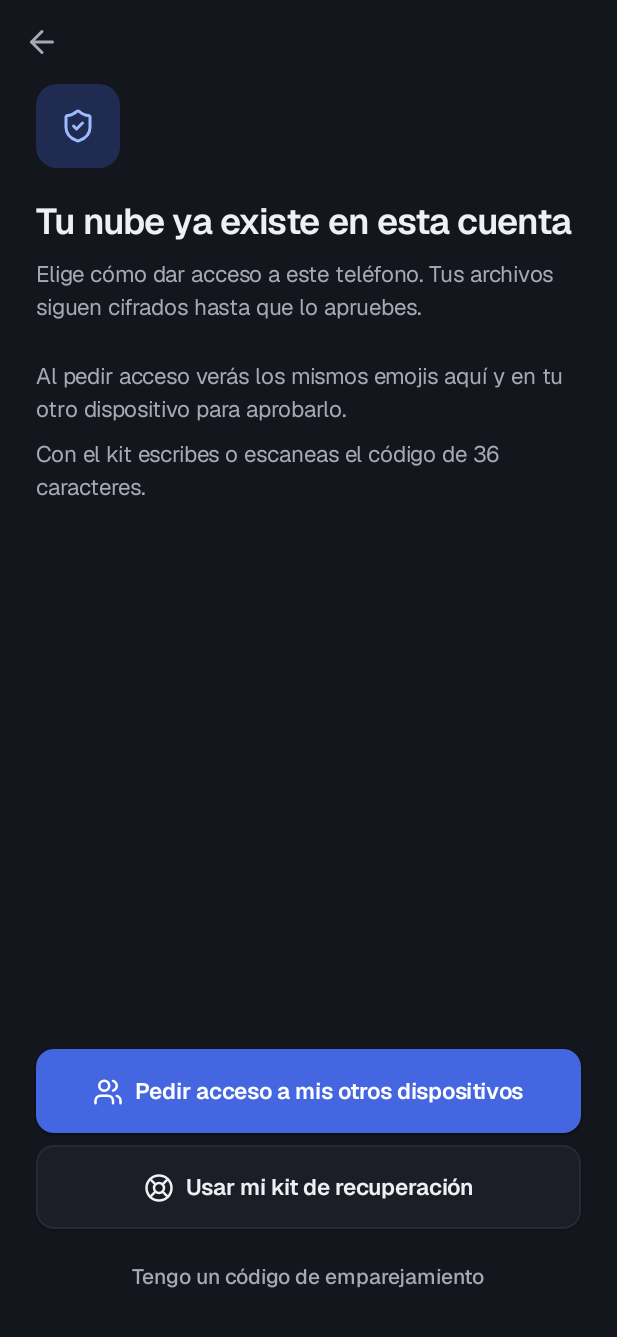 Tu nube ya existe en esta cuenta
Elige cómo dar acceso a este teléfono. Tus archivos
siguen cifrados hasta que lo apruebes.
Al pedir acceso verás los mismos emojis aquí y en tu
otro dispositivo para aprobarlo.
Con el kit escribes o escaneas el código de 36
caracteres.
Pedir acceso a mis otros dispositivos
Usar mi kit de recuperación
Tengo un código de emparejamiento